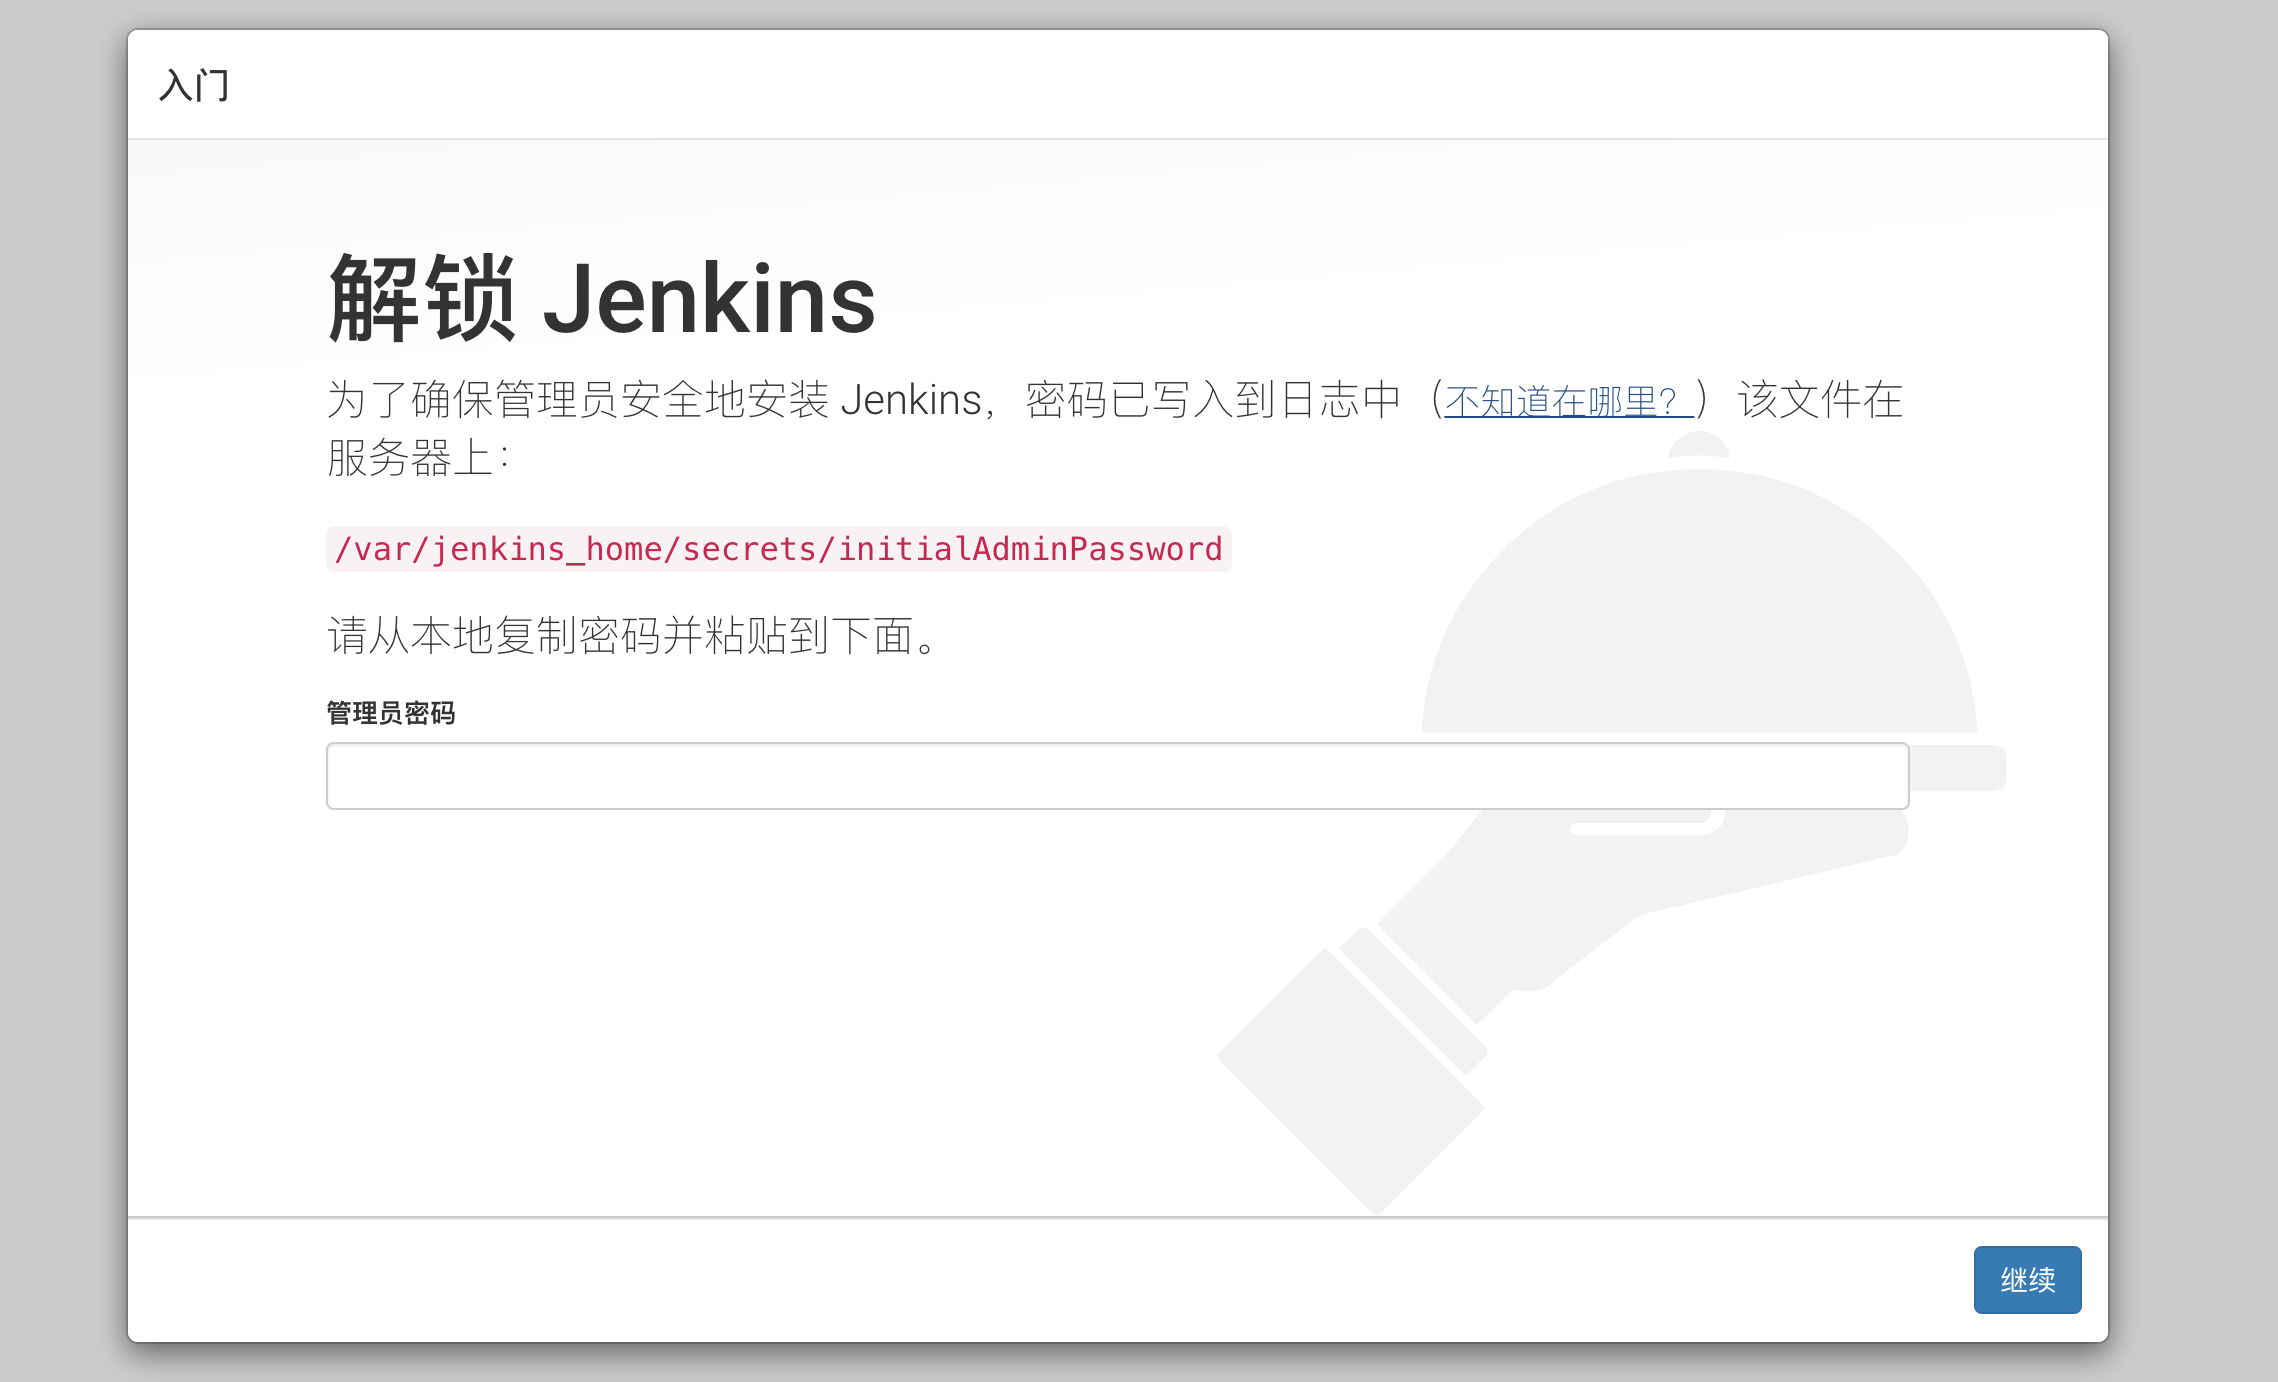 入门
解锁 Jenkins
为了确保管理员安全地安装 Jenkins，密码已写入到日志中（不知道在哪里？）该文件在
服务器上：
/var/jenkins_home/secrets/initialAdminPassword
请从本地复制密码并粘贴到下面。
管理员密码
继续